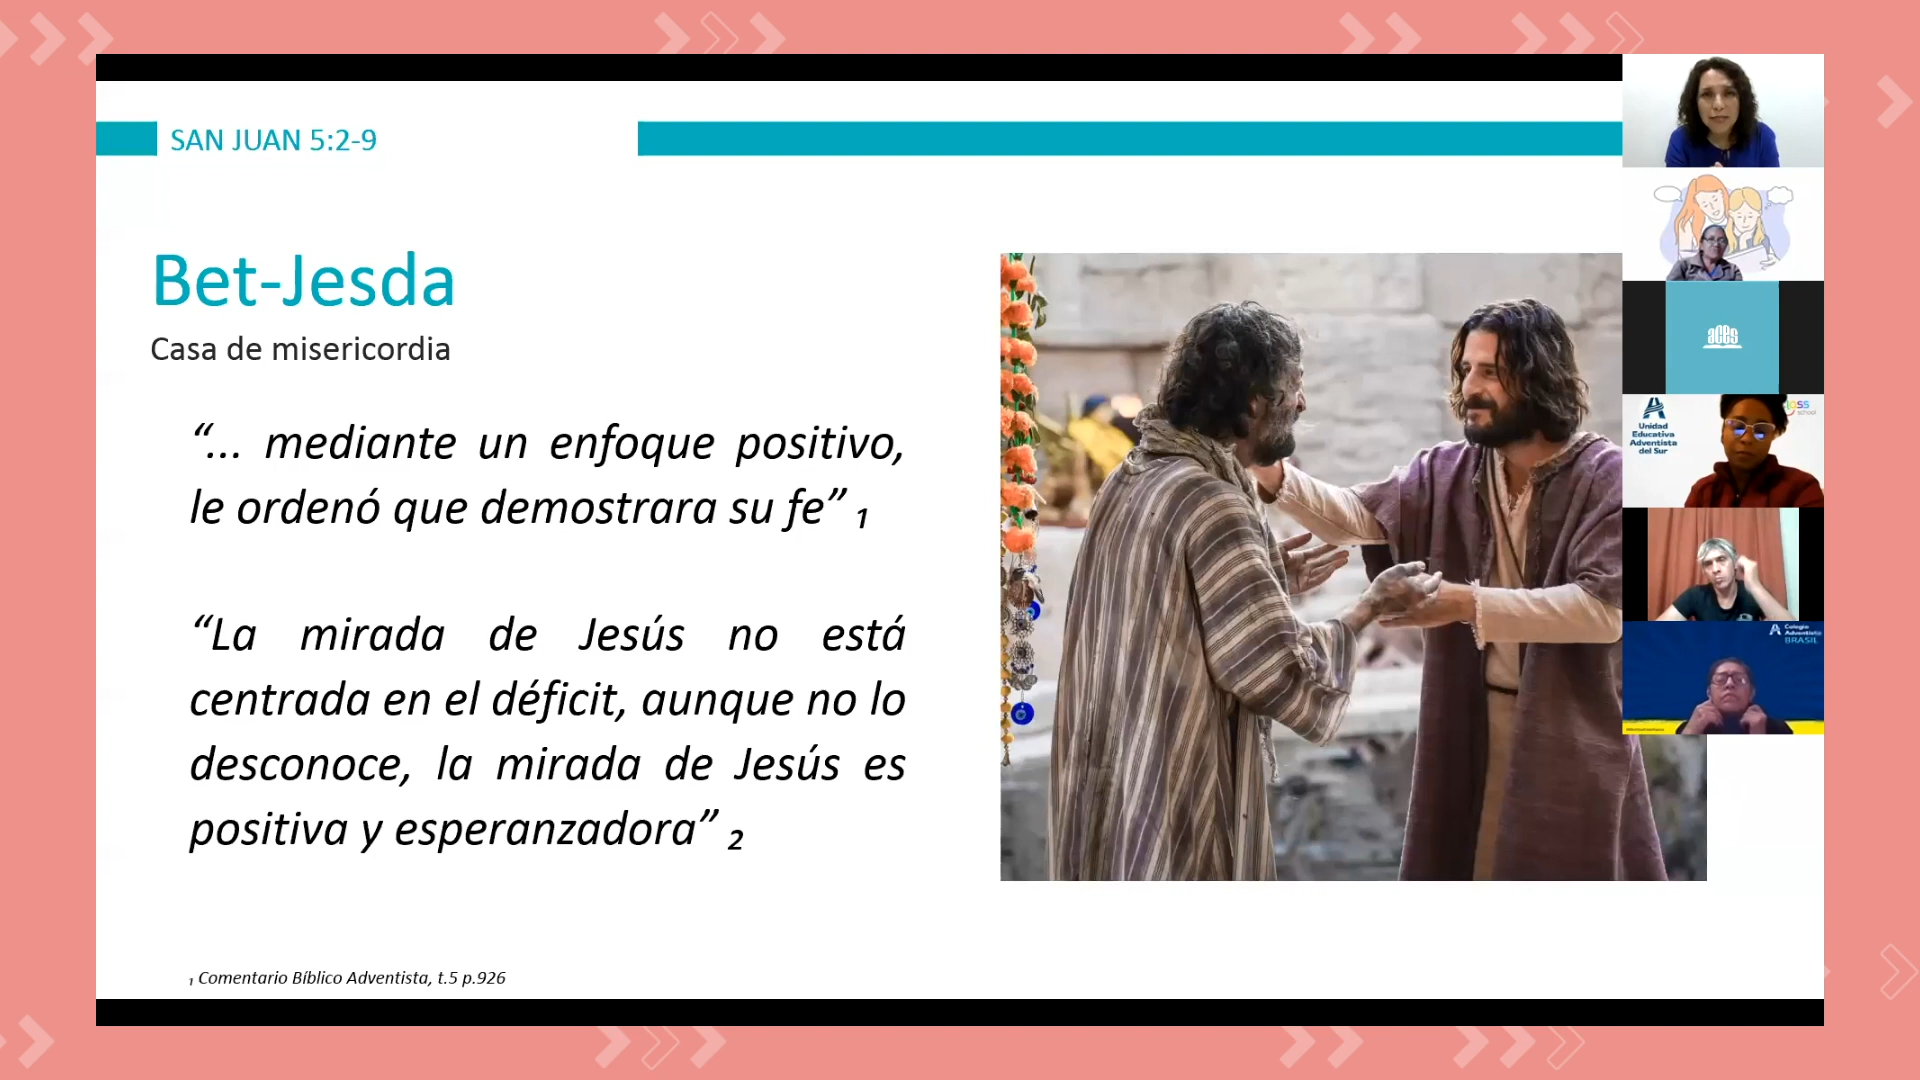 SAN JUAN 5:2-9
Bet-Jesda
Casa de misericordia
“... mediante un enfoque positivo,
le ordenó que demostrara su fe” 1
“La mirada de Jesús no está
centrada en el déficit, aunque no lo
desconoce, la mirada de Jesús es
positiva y esperanzadora” 2
1 Comentario Bíblico Adventista, t.5 p.926
aces
Unidad
Educativa
Adventista
del Sur
school
Colegio
Adventista
BRASIL